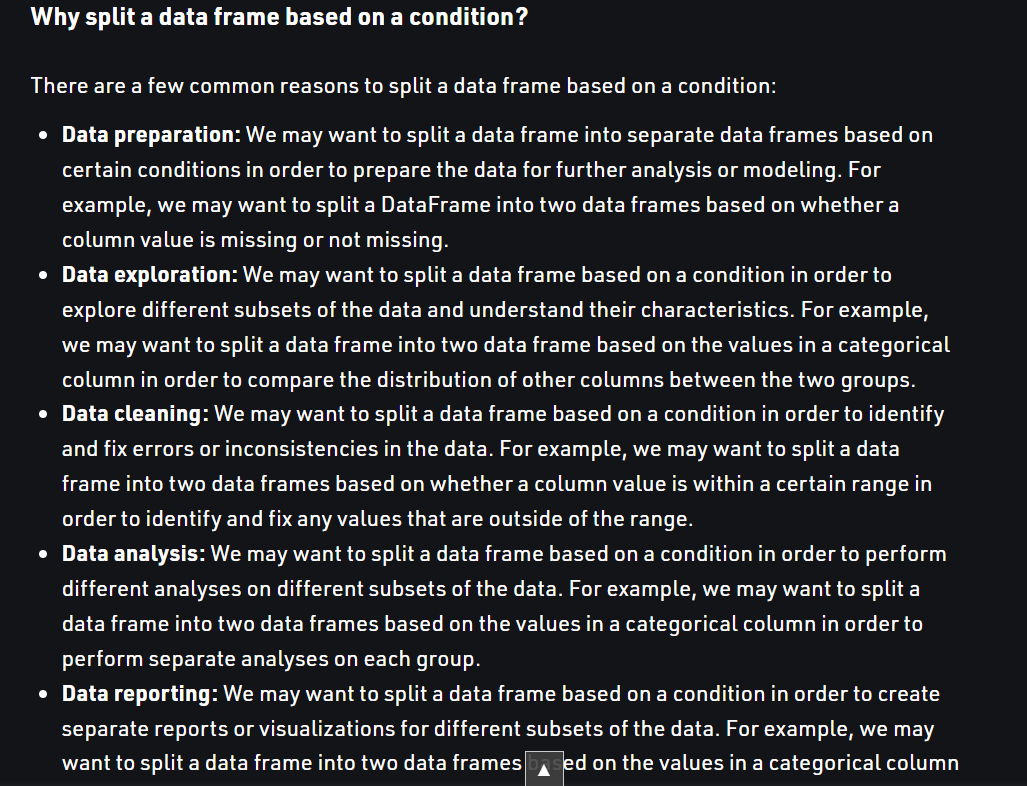 Why split a data frame based on a condition?
There are a few common reasons to split a data frame based on a condition:
• Data preparation: We may want to split a data frame into separate data frames based on
certain conditions in order to prepare the data for further analysis or modeling. For
example, we may want to split a DataFrame into two data frames based on whether a
column value is missing or not missing.
• Data exploration: We may want to split a data frame based on a condition in order to
explore different subsets of the data and understand their characteristics. For example,
we may want to split a data frame into two data frame based on the values in a categorical
column in order to compare the distribution of other columns between the two groups.
• Data cleaning: We may want to split a data frame based on a condition in order to identify
and fix errors or inconsistencies in the data. For example, we may want to split a data
frame into two data frames based on whether a column value is within a certain range in
order to identify and fix any values that are outside of the range.
• Data analysis: We may want to split a data frame based on a condition in order to perform
different analyses on different subsets of the data. For example, we may want to split a
data frame into two data frames based on the values in a categorical column in order to
perform separate analyses on each group.
• Data reporting: We may want to split a data frame based on a condition in order to create
separate reports or visualizations for different subsets of the data. For example, we may
want to split a data frame into two data frames based on the values in a categorical column